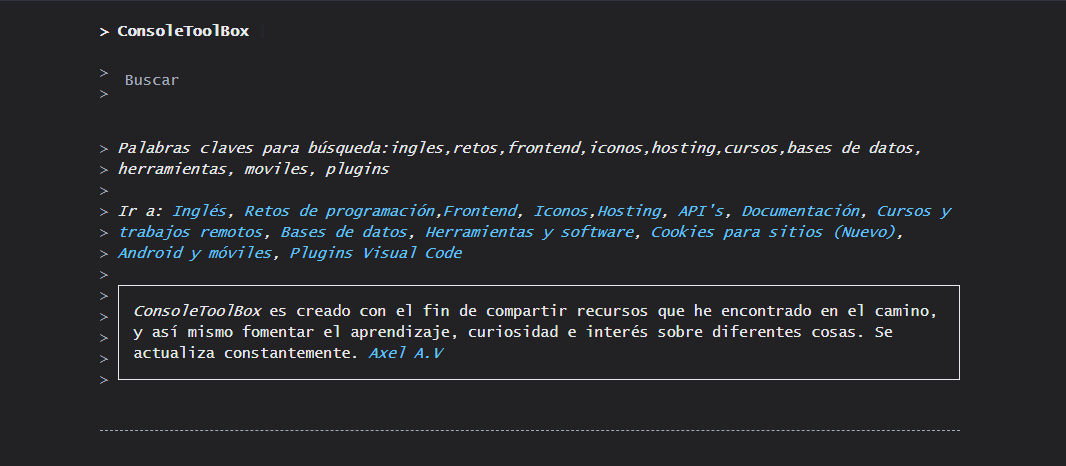 > ConsoleToolBox
> Buscar
>
> Palabras claves para búsqueda:ingles,retos,frontend,iconos,hosting,cursos,bases de datos,
> herramientas, moviles, plugins
>
> Ir a: Inglés, Retos de programación,Frontend, Iconos,Hosting, API's, Documentación, Cursos y
> trabajos remotos, Bases de datos, Herramientas y software, Cookies para sitios (Nuevo),
> Android y móviles, Plugins Visual Code
>
> ConsoleToolBox es creado con el fin de compartir recursos que he encontrado en el camino,
> y así mismo fomentar el aprendizaje, curiosidad e interés sobre diferentes cosas. Se
> actualiza constantemente. Axel A.V
>
>